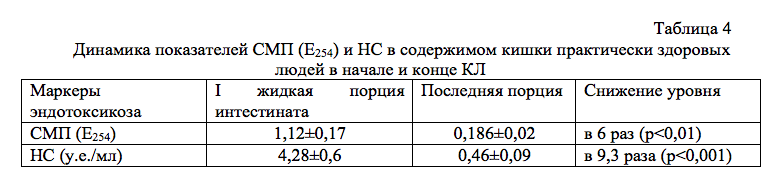 Таблица 4
Динамика показателей СМП (Е254) и НС в содержимом кишки практически здоровых
людей в начале и конце КЛ
Маркеры эндотоксикоза | I жидкая порция интестината | Последняя порция | Снижение уровня
СМП (Е254) | 1,12±0,17 | 0,186±0,02 | в 6 раз (p<0,01)
НС (у.е./мл) | 4,28±0,6 | 0,46±0,09 | в 9,3 раза (p<0,001)